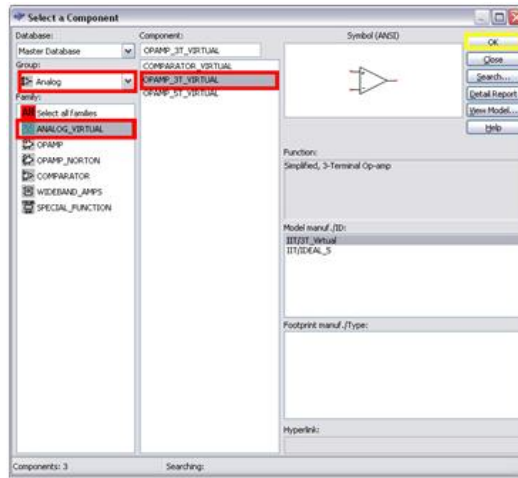 Select a Component
Database:
Master Database
Group:
Analog
Family:
Select all families
ANALOG_VIRTUAL
OPAMP
OPAMP_NORTON
COMPARATOR
WIDEBAND_AMPS
SPECIAL_FUNCTION
Component:
OPAMP_3T_VIRTUAL
COMPARATOR_VIRTUAL
OPAMP_3T_VIRTUAL
OPAMP_5T_VIRTUAL
Symbol (ANSI)
OK
Close
Search...
Detail Report
View Model...
Help
Function:
Simplified, 3-Terminal Op-amp
Model manuf./ID:
IIT/3T_Virtual
IIT/IDEAL_5
Footprint manuf./Type:
Hyperlink:
Components: 3
Searching: